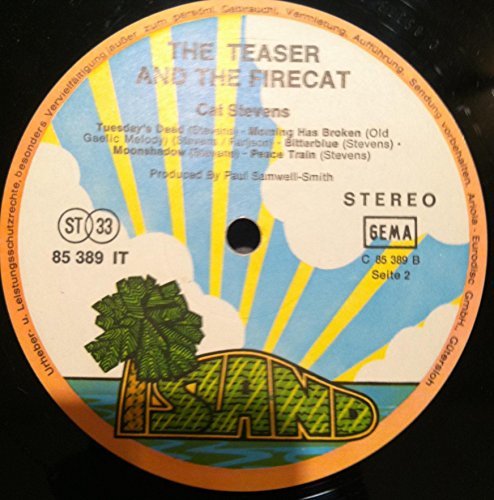 Urheber- u. Leistungsschutzrechte, besonders Vervielfältigung (außer zum persönl. Gebrauch), Vermietung, Aufführung, Sendung vorbehalten. Ariola - Eurodisc GmbH., Gütersloh
THE TEASER
AND THE FIRECAT
Cat Stevens
Tuesday's Dead (Stevens) - Morning Has Broken (Old
Gaelic Melody) (Stevens / Farjson) - Bitterblue (Stevens) -
Moonshadow (Stevens) - Peace Train (Stevens)
Produced By Paul Samwell-Smith
STEREO
ST 33
GEMA
85 389 IT
C 85 389 B
Seite 2
ISLAND